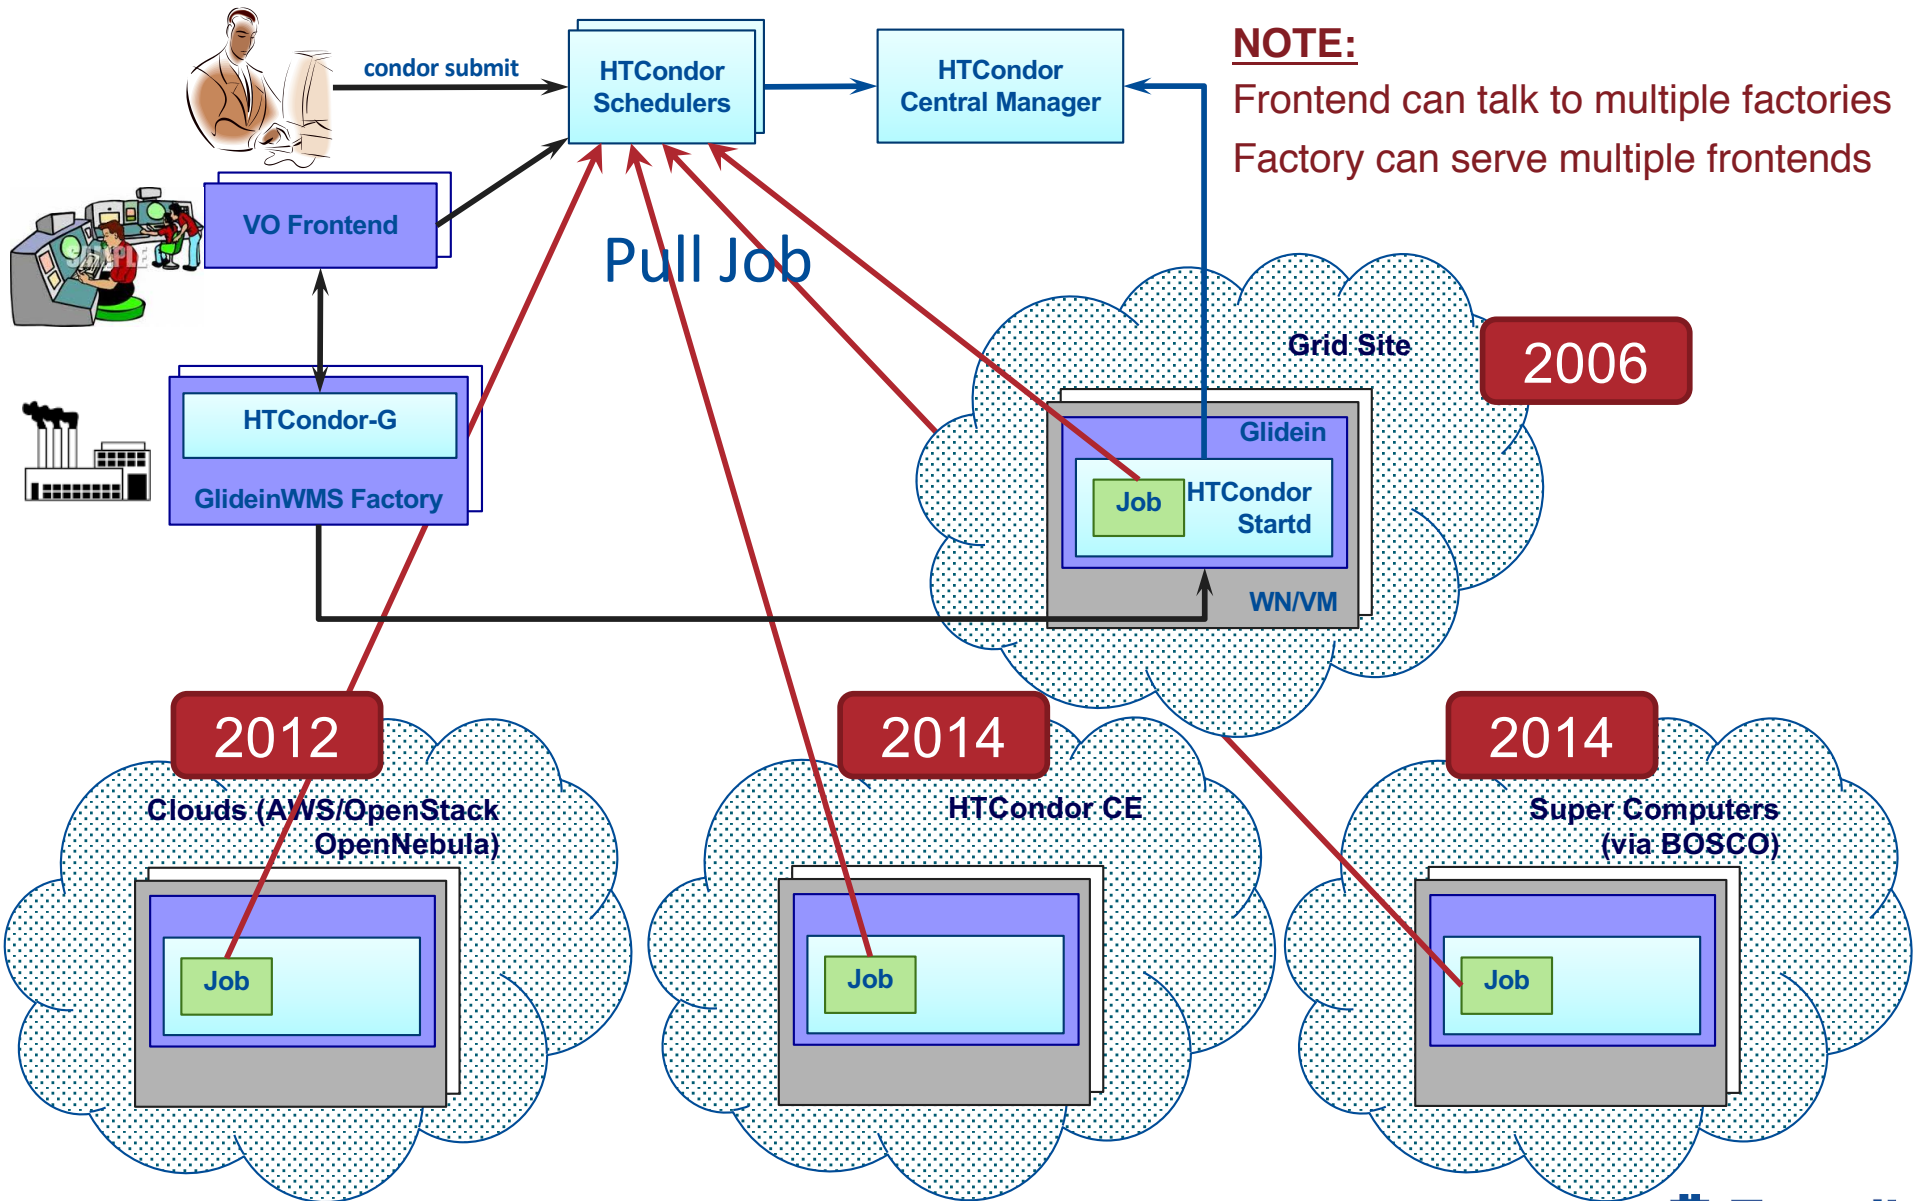 condor submit
HTCondor
Schedulers
HTCondor
Central Manager
NOTE:
Frontend can talk to multiple factories
Factory can serve multiple frontends
VO Frontend
Pull Job
Grid Site
2006
HTCondor-G
GlideinWMS Factory
Glidein
Job
HTCondor
Startd
WN/VM
2012
Clouds (AWS/OpenStack
OpenNebula)
Job
2014
HTCondor CE
Job
2014
Super Computers
(via BOSCO)
Job